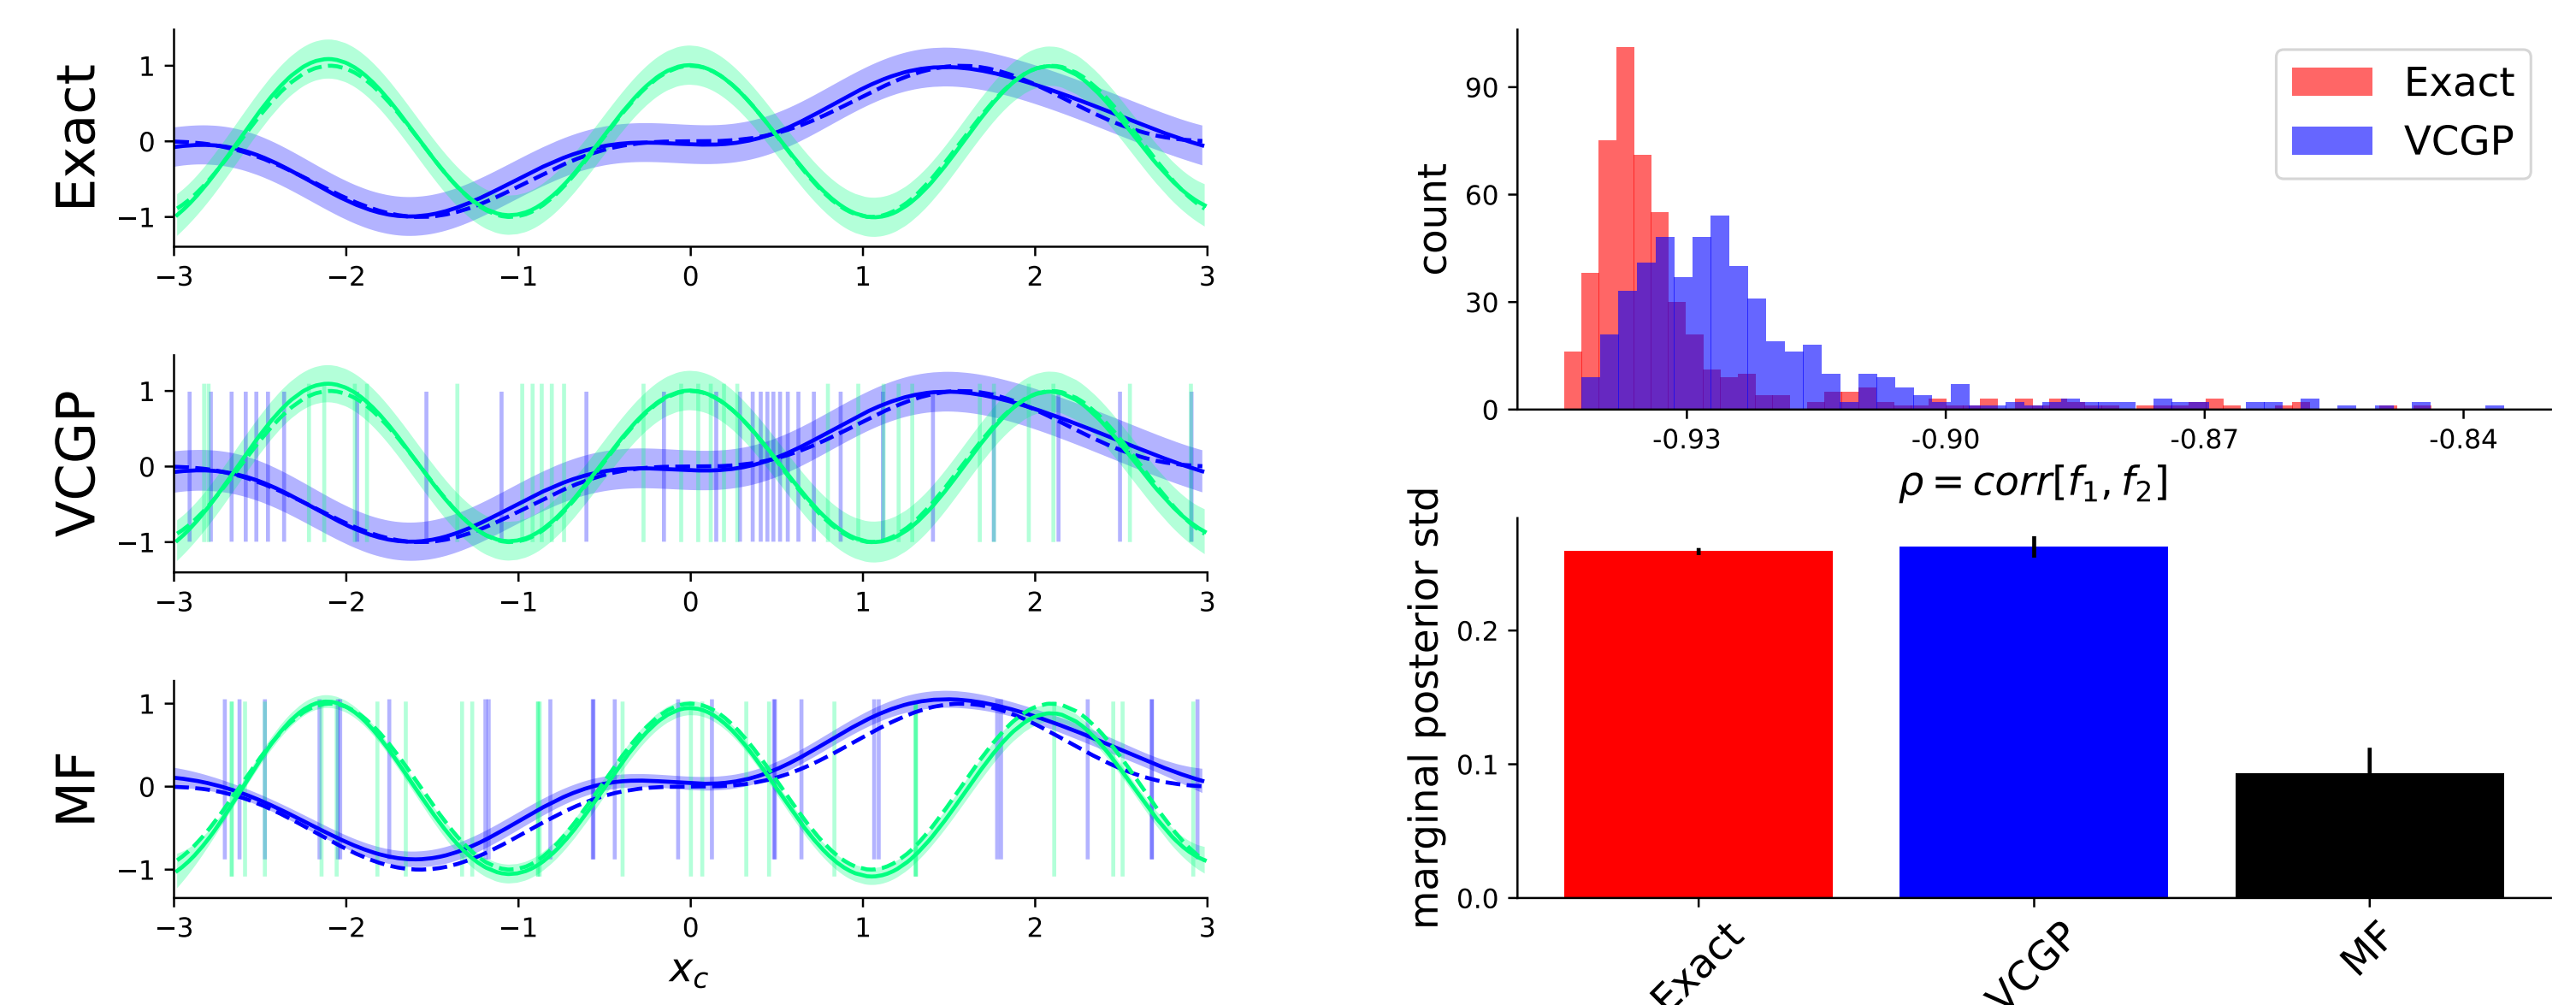 Exact
1
0
−1
−3 −2 −1 0 1 2 3
VCGP
1
0
−1
−3 −2 −1 0 1 2 3
MF
1
0
−1
−3 −2 −1 0 1 2 3
x_c
count
90
60
30
0
Exact
VCGP
-0.93 -0.90 -0.87 -0.84
ρ = corr[f₁, f₂]
marginal posterior std
0.2
0.1
0.0
Exact VCGP MF